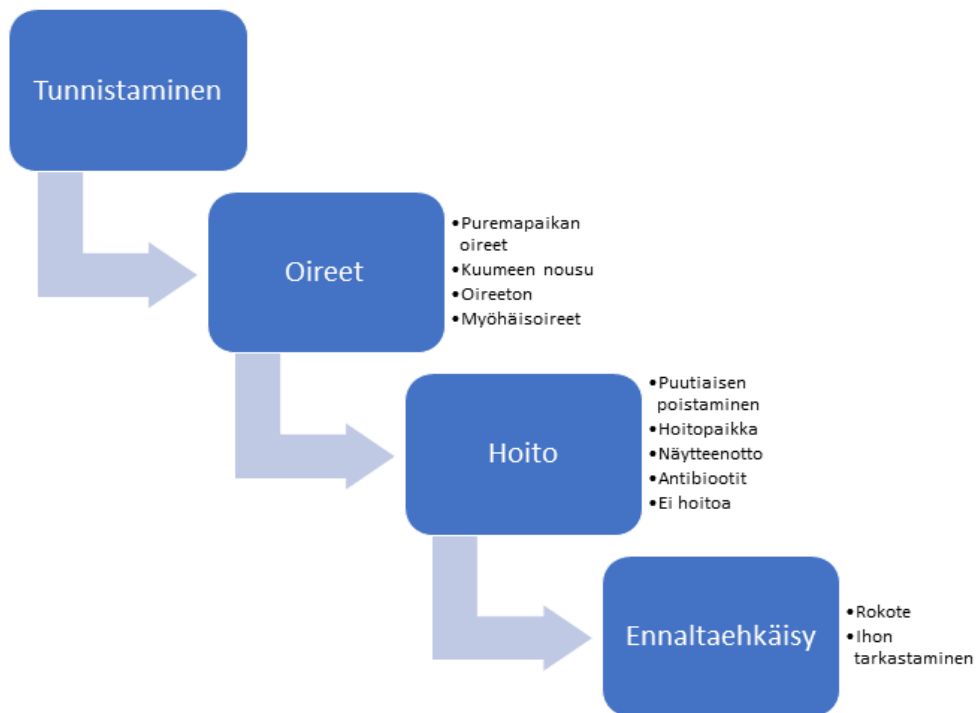 Tunnistaminen
Oireet
•Puremapaikan
oireet
•Kuumeen nousu
•Oireeton
•Myöhäisoireet
Hoito
•Puutiaisen
poistaminen
•Hoitopaikka
•Näytteenotto
•Antibiootit
•Ei hoitoa
Ennaltaehkäisy
•Rokote
•Ihon
tarkastaminen